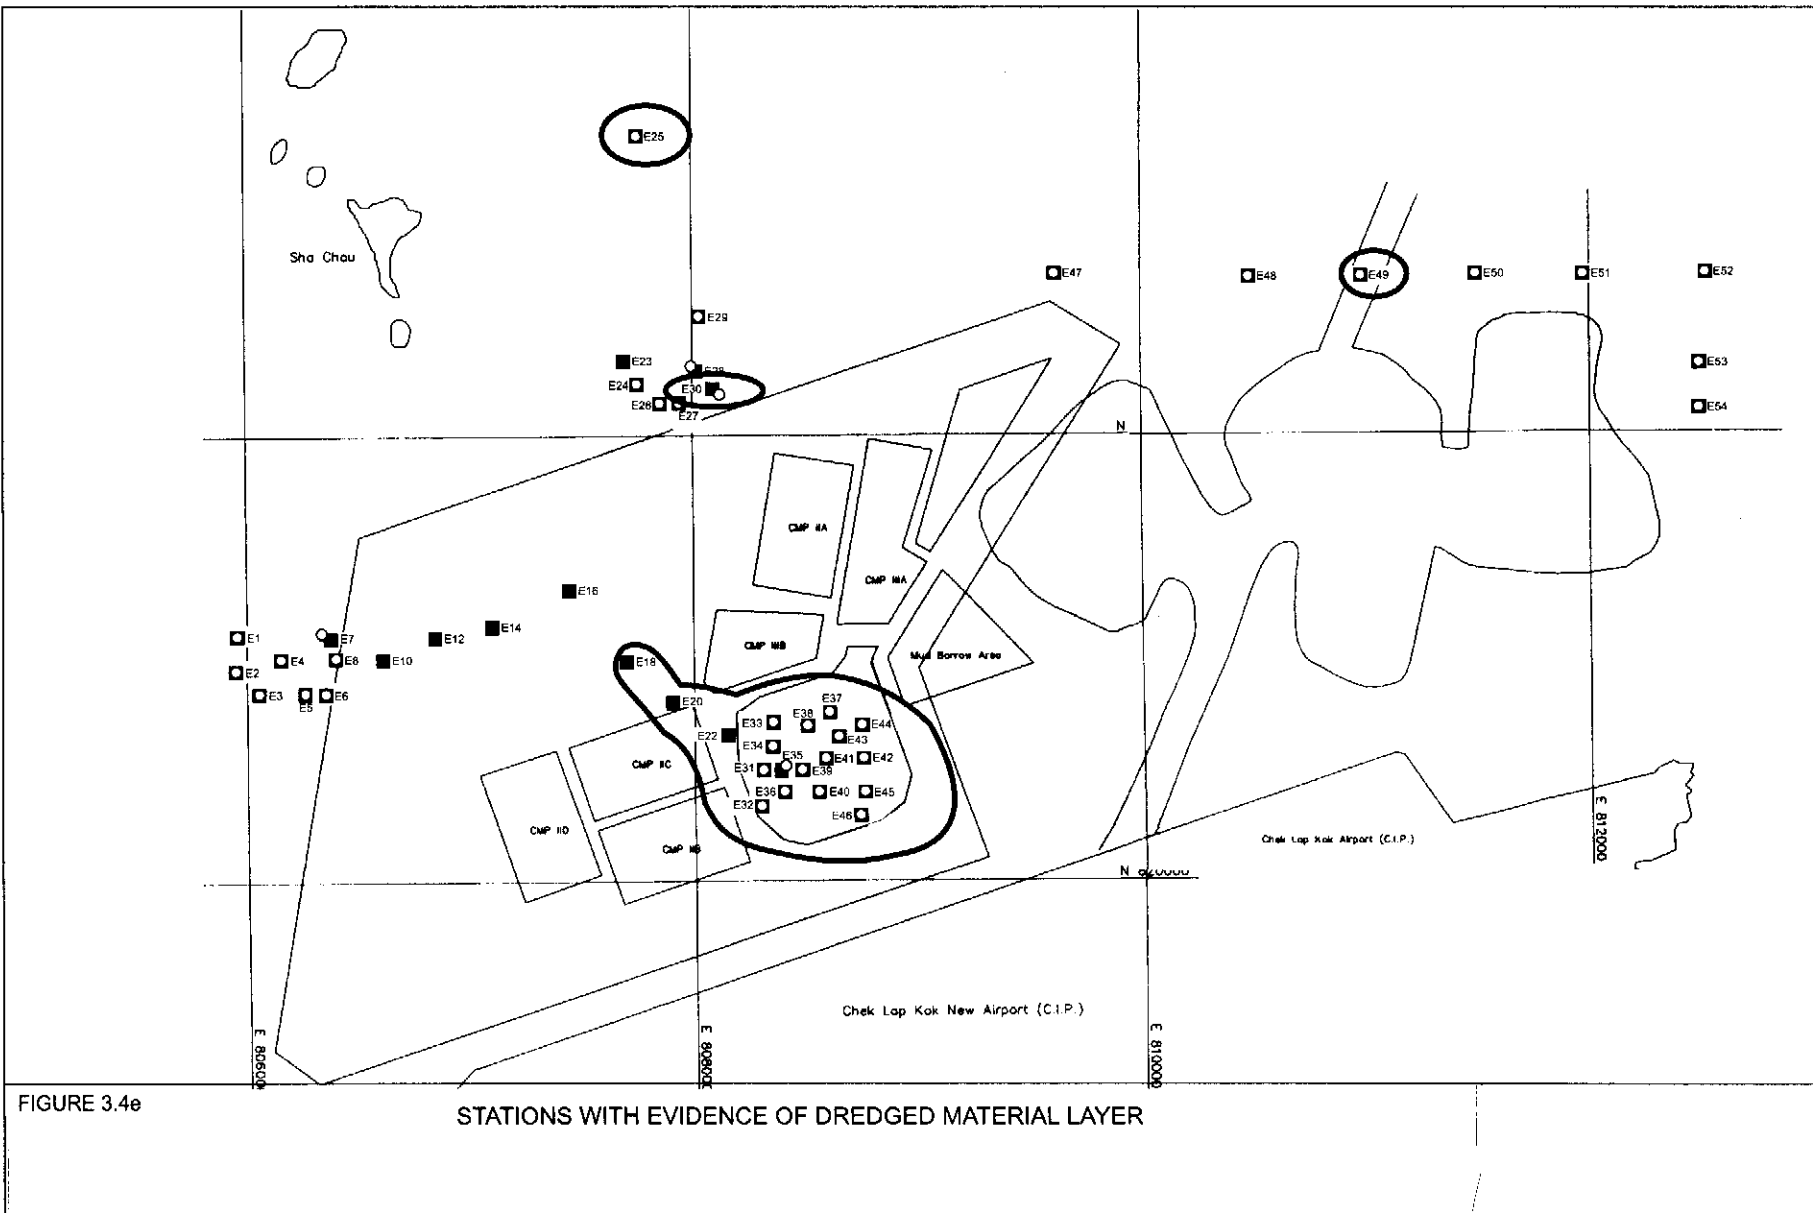 E25
Sha Chau
E47
E48
E49
E50
E51
E52
E29
E23
E28
E24
E30
E26
E27
E53
E54
N
CMP IIA
CMP IIIA
E16
E14
E1
E7
E12
E4
E8
E10
E18
CMP IIIB
Mud Borrow Area
E2
E3
E5
E6
E20
E37
E33
E38
E44
E22
E43
E34
E35
E41
E42
CMP IIC
E31
E39
E36
E40
E45
E32
E46
CMP IID
CMP IIB
Chek Lap Kok Airport (C.I.P.)
E 812000
N 820000
Chek Lap Kok New Airport (C.I.P.)
E 806000
E 808000
E 810000
FIGURE 3.4e
STATIONS WITH EVIDENCE OF DREDGED MATERIAL LAYER